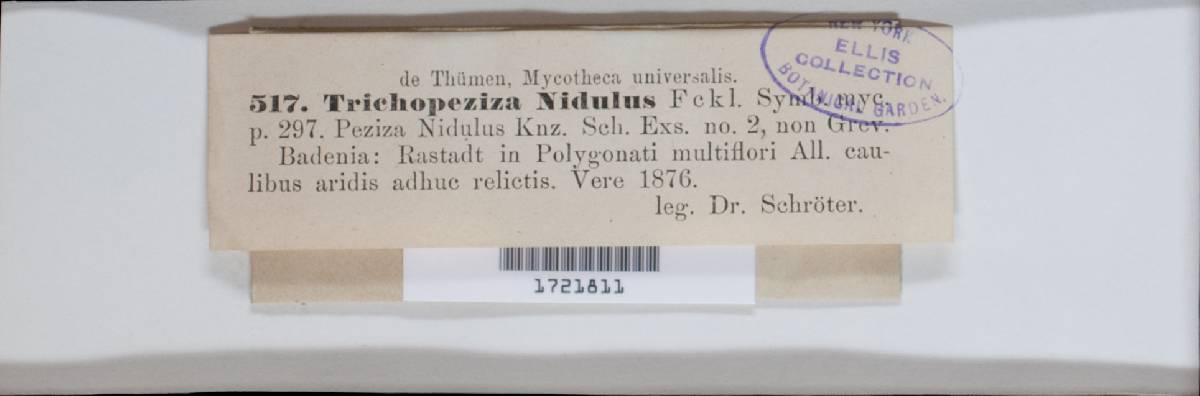 de Thümen, Mycotheca universalis.
517. Trichopeziza Nidulus Fckl. Symb. myc.
p. 297. Peziza Nidulus Knz. Sch. Exs. no. 2, non Grev.
Badenia: Rastadt in Polygonati multiflori All. cau-
libus aridis adhuc relictis. Vere 1876.
leg. Dr. Schröter.
NEW YORK
ELLIS
COLLECTION
BOTANICAL GARDEN.
1721811